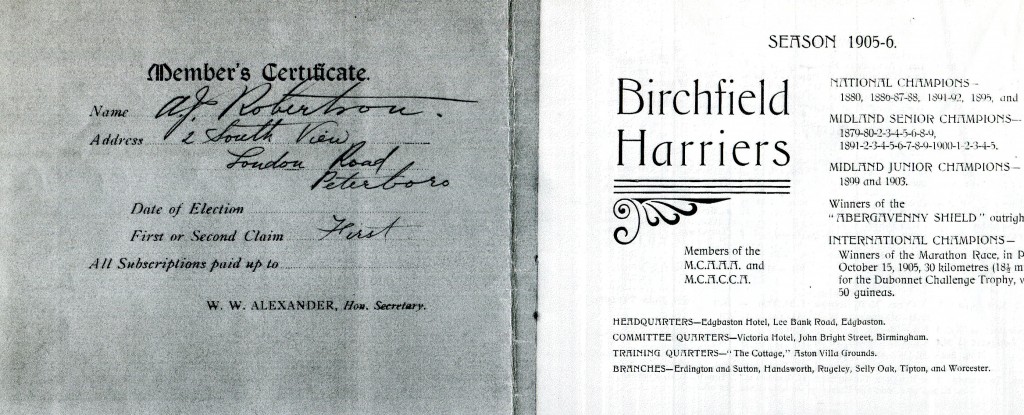 Member's Certificate.
Name A.J. Robertson.
Address 2 South View
London Road
Peterboro
Date of Election
First or Second Claim First
All Subscriptions paid up to
W. W. ALEXANDER, Hon. Secretary.
SEASON 1905-6.
Birchfield
Harriers
Members of the
M.C.A.A.A. and
M.C.A.C.C.A.
NATIONAL CHAMPIONS—
1880, 1886-87-88, 1891-92, 1895, and
MIDLAND SENIOR CHAMPIONS—
1879-80-2-3-4-5-6-8-9,
1891-2-3-4-5-6-7-8-9-1900-1-2-3-4-5.
MIDLAND JUNIOR CHAMPIONS—
1899 and 1903.
Winners of the
"ABERGAVENNY SHIELD" outrigh
INTERNATIONAL CHAMPIONS—
Winners of the Marathon Race, in P
October 15, 1905, 30 kilometres (18½ m
for the Dubonnet Challenge Trophy, v
50 guineas.
HEADQUARTERS—Edgbaston Hotel, Lee Bank Road, Edgbaston.
COMMITTEE QUARTERS—Victoria Hotel, John Bright Street, Birmingham.
TRAINING QUARTERS—"The Cottage," Aston Villa Grounds.
BRANCHES—Erdington and Sutton, Handsworth, Rugeley, Selly Oak, Tipton, and Worcester.